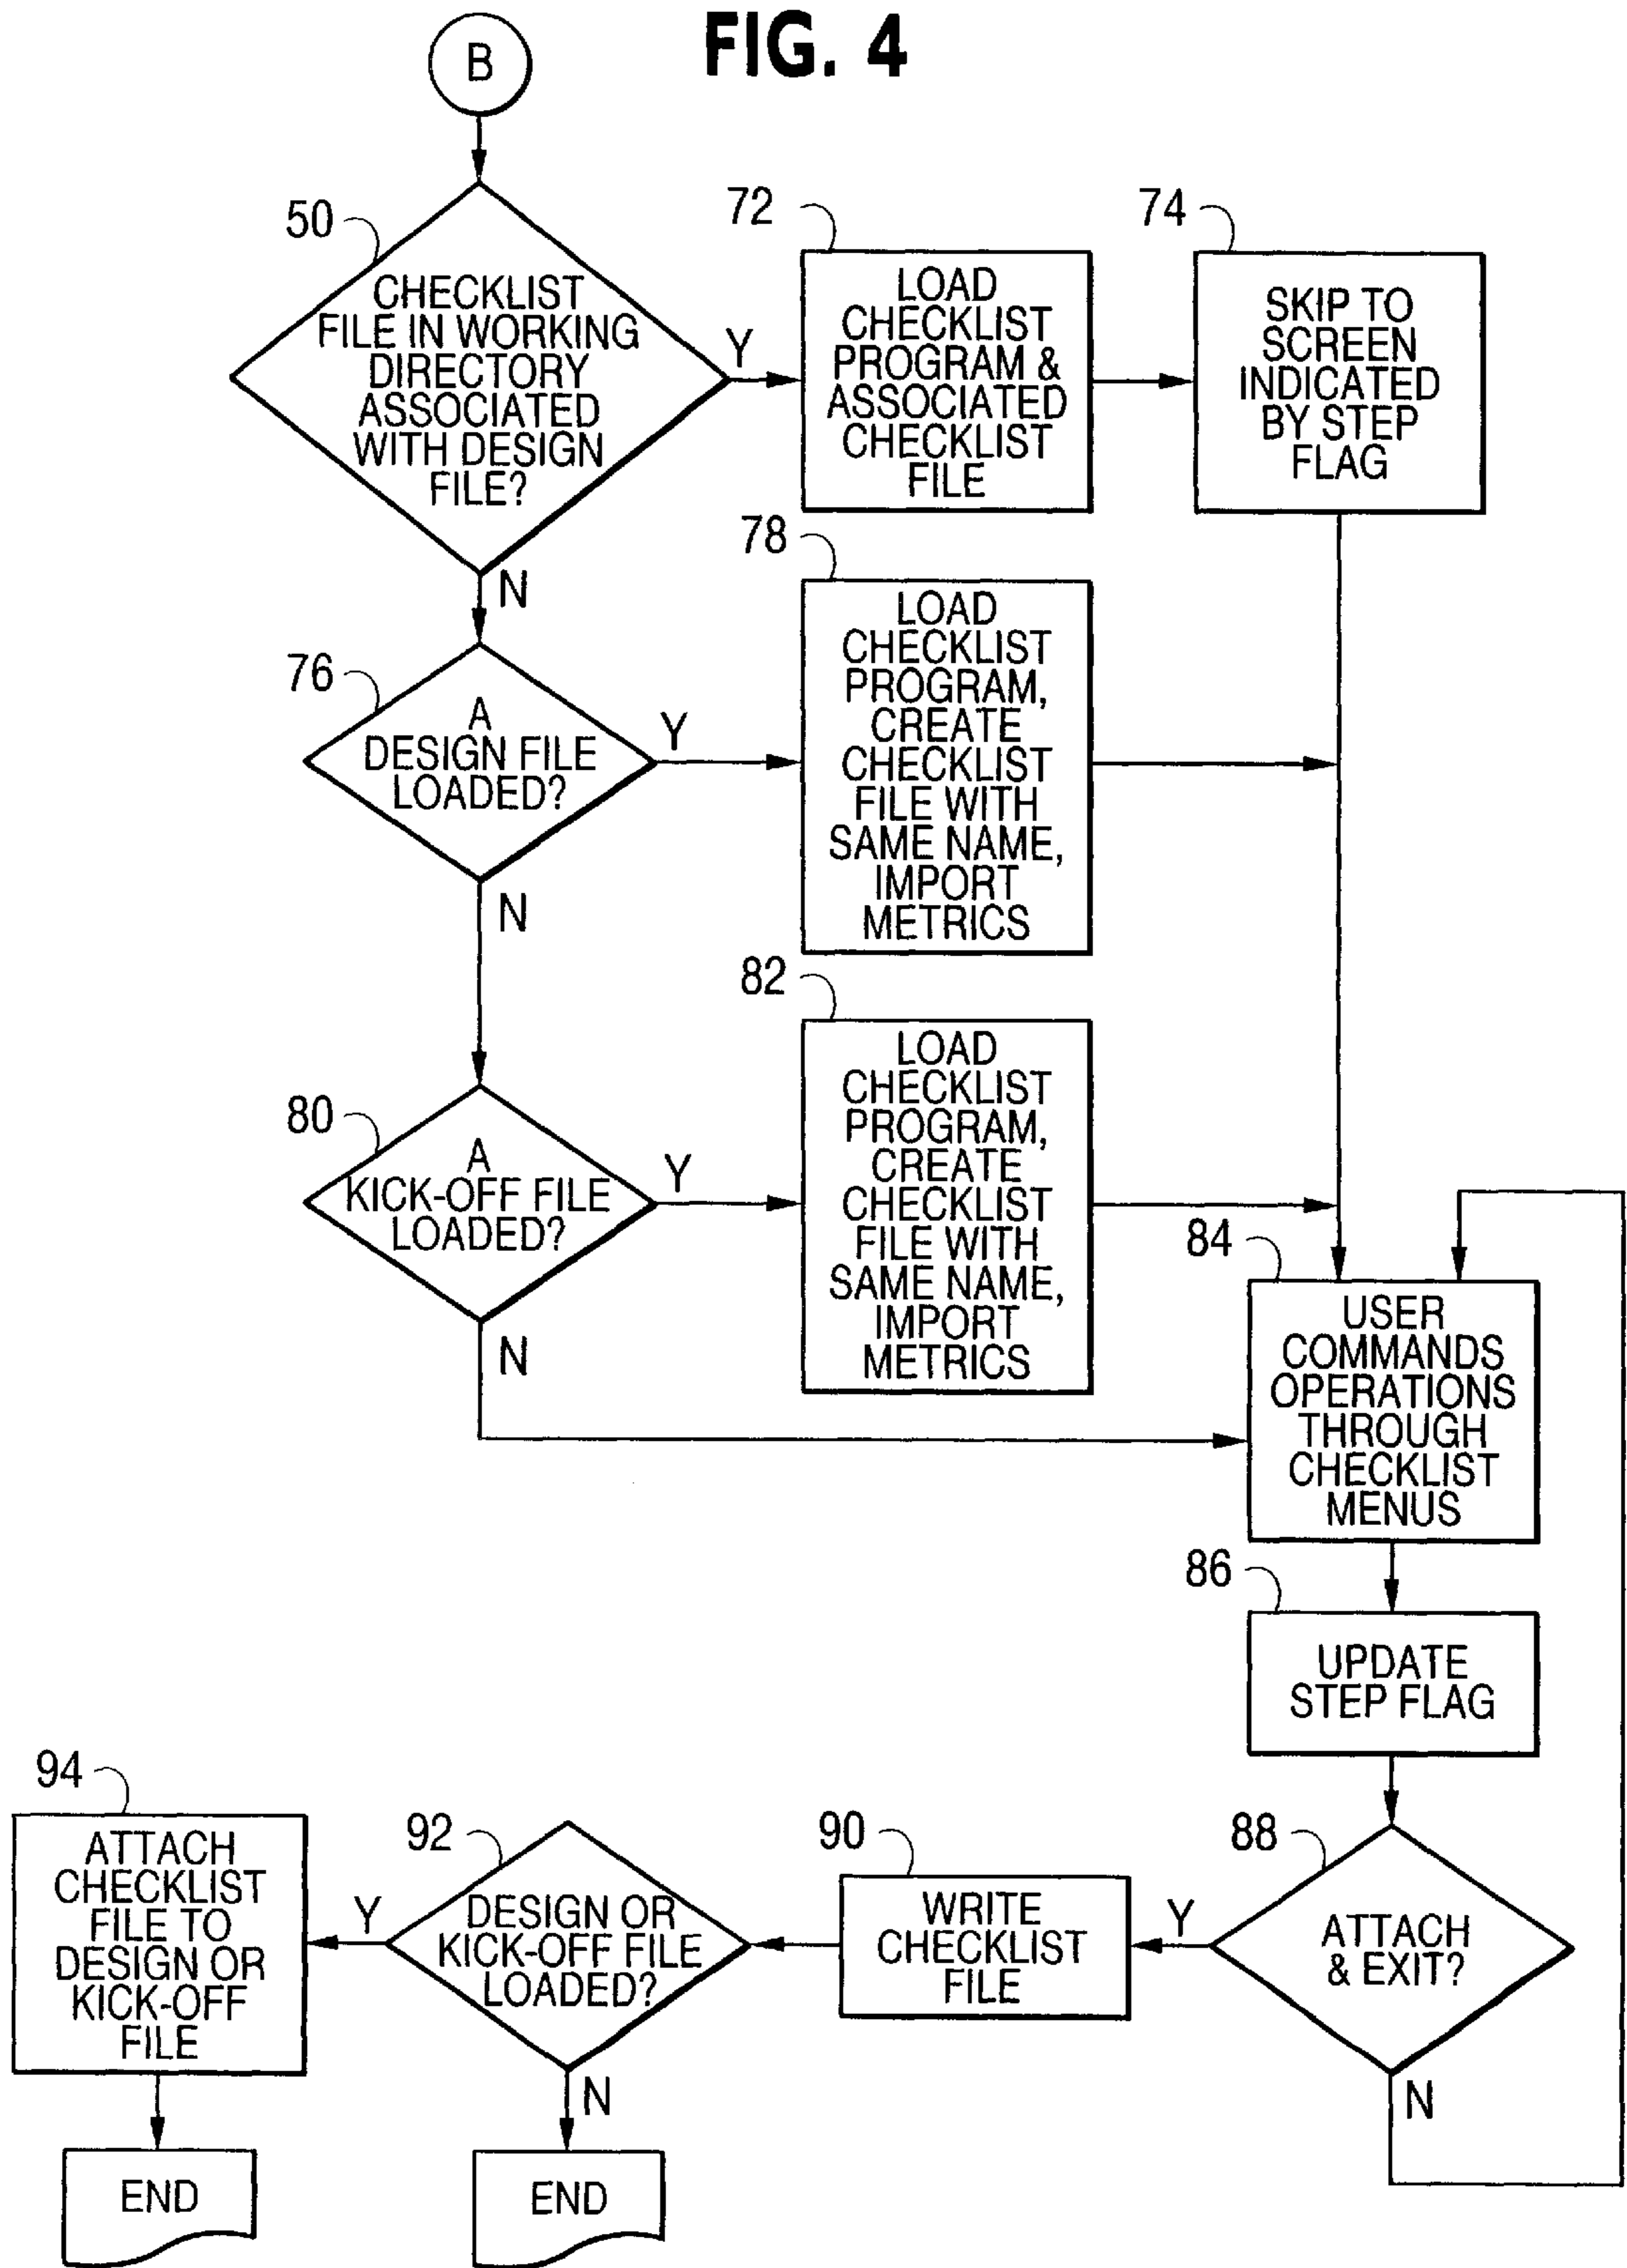 FIG. 4
B
50
CHECKLIST
FILE IN WORKING
DIRECTORY
ASSOCIATED
WITH DESIGN
FILE?
Y
N
72
LOAD
CHECKLIST
PROGRAM &
ASSOCIATED
CHECKLIST
FILE
74
SKIP TO
SCREEN
INDICATED
BY STEP
FLAG
76
A
DESIGN FILE
LOADED?
Y
N
78
LOAD
CHECKLIST
PROGRAM,
CREATE
CHECKLIST
FILE WITH
SAME NAME,
IMPORT
METRICS
80
A
KICK-OFF FILE
LOADED?
Y
N
82
LOAD
CHECKLIST
PROGRAM,
CREATE
CHECKLIST
FILE WITH
SAME NAME,
IMPORT
METRICS
84
USER
COMMANDS
OPERATIONS
THROUGH
CHECKLIST
MENUS
86
UPDATE
STEP FLAG
88
ATTACH
& EXIT?
Y
N
90
WRITE
CHECKLIST
FILE
92
DESIGN OR
KICK-OFF FILE
LOADED?
Y
N
94
ATTACH
CHECKLIST
FILE TO
DESIGN OR
KICK-OFF
FILE
END
END